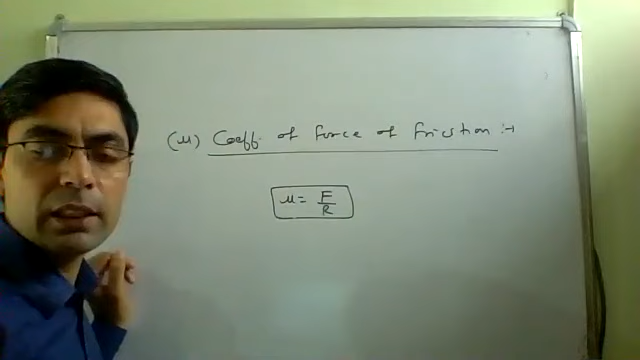 (μ) Coeff. of force of friction :-
μ = F/R